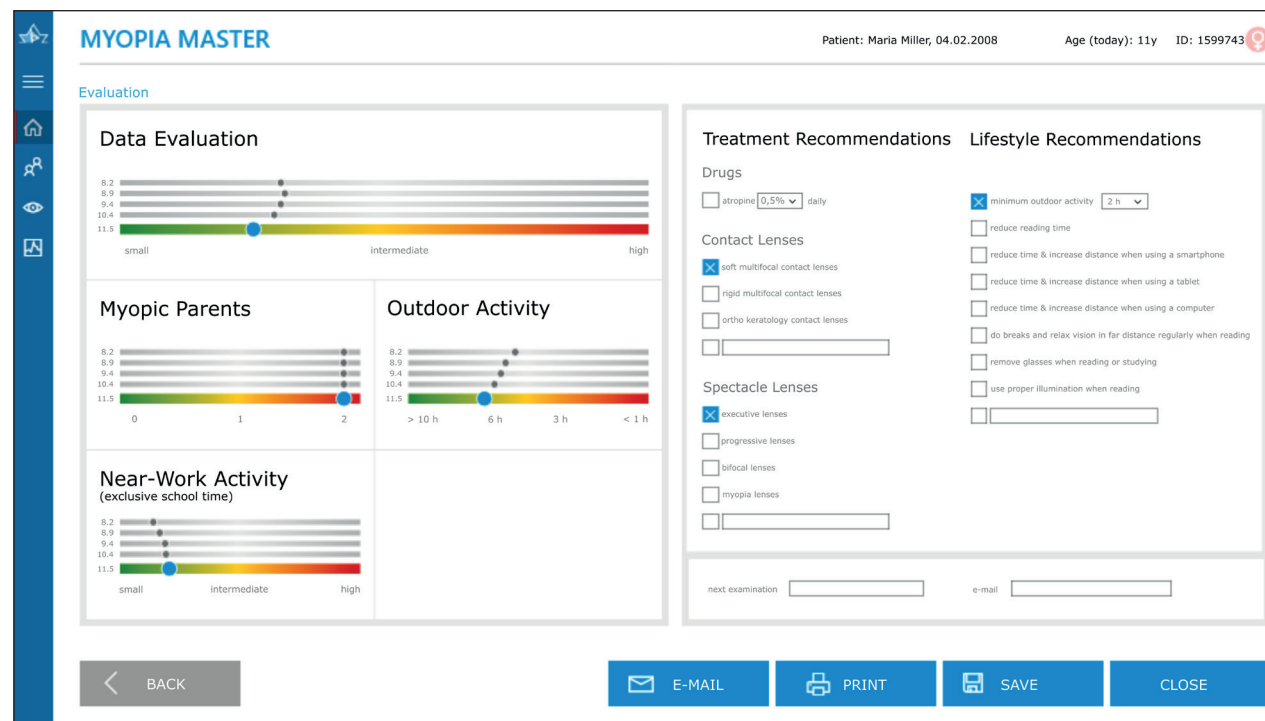 MYOPIA MASTER
Patient: Maria Miller, 04.02.2008 Age (today): 11y ID: 1599743
Evaluation
Data Evaluation
8.2
8.9
9.4
10.4
11.5
small intermediate high
Myopic Parents
8.2
8.9
9.4
10.4
11.5
0 1 2
Outdoor Activity
8.2
8.9
9.4
10.4
11.5
> 10 h 6 h 3 h < 1 h
Near-Work Activity
(exclusive school time)
8.2
8.9
9.4
10.4
11.5
small intermediate high
Treatment Recommendations
Drugs
atropine 0,5% daily
Contact Lenses
soft multifocal contact lenses
rigid multifocal contact lenses
ortho keratology contact lenses
Spectacle Lenses
executive lenses
progressive lenses
bifocal lenses
myopia lenses
Lifestyle Recommendations
minimum outdoor activity 2 h
reduce reading time
reduce time & increase distance when using a smartphone
reduce time & increase distance when using a tablet
reduce time & increase distance when using a computer
do breaks and relax vision in far distance regularly when reading
remove glasses when reading or studying
use proper illumination when reading
next examination e-mail
BACK E-MAIL PRINT SAVE CLOSE